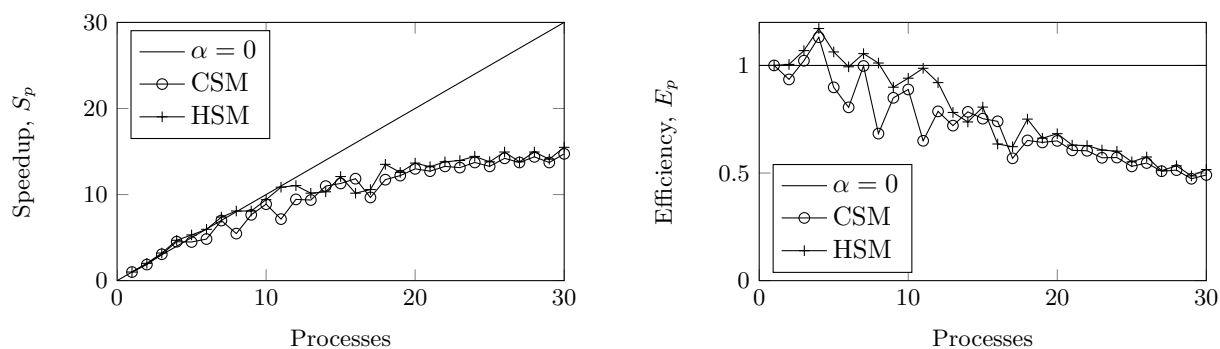 30
20
10
0
0
10
20
30
Speedup, S_p
Processes
α = 0
CSM
HSM
1
0.5
0
0
10
20
30
Efficiency, E_p
Processes
α = 0
CSM
HSM